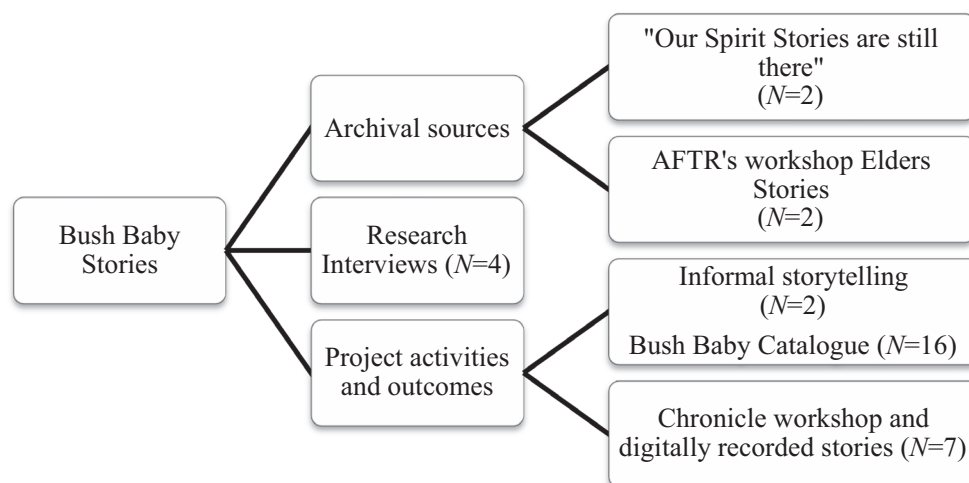 Bush Baby
Stories
Archival sources
Research
Interviews (N=4)
Project activities
and outcomes
"Our Spirit Stories are still
there"
(N=2)
AFTR's workshop Elders
Stories
(N=2)
Informal storytelling
(N=2)
Bush Baby Catalogue (N=16)
Chronicle workshop and
digitally recorded stories (N=7)